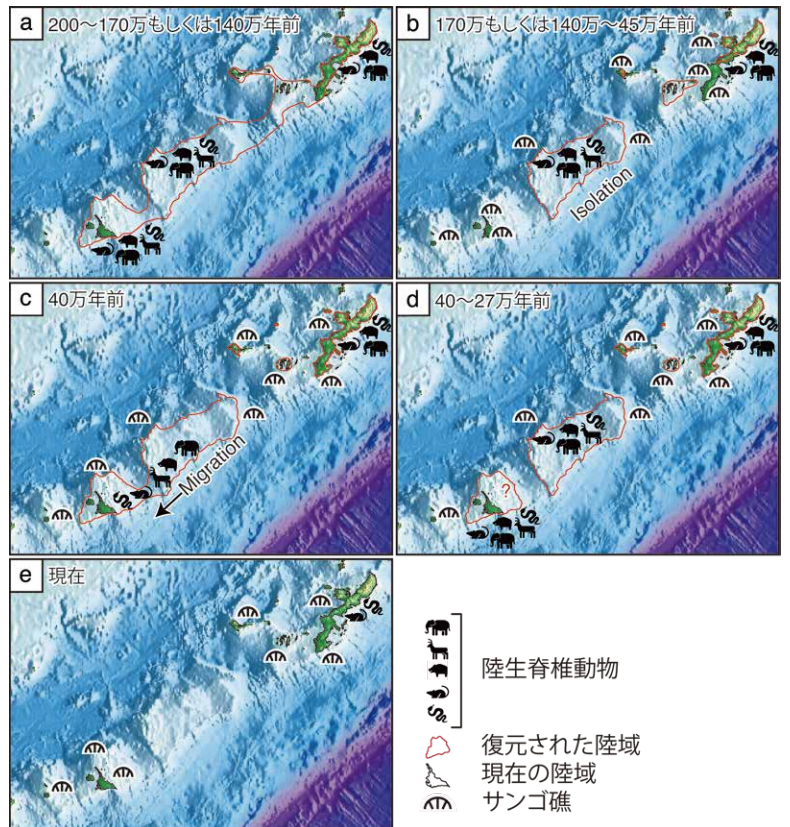 a 200〜170万もしくは140万年前
b 170万もしくは140万〜45万年前
Isolation
c 40万年前
Migration
d 40〜27万年前
?
e 現在
陸生脊椎動物
復元された陸域
現在の陸域
サンゴ礁